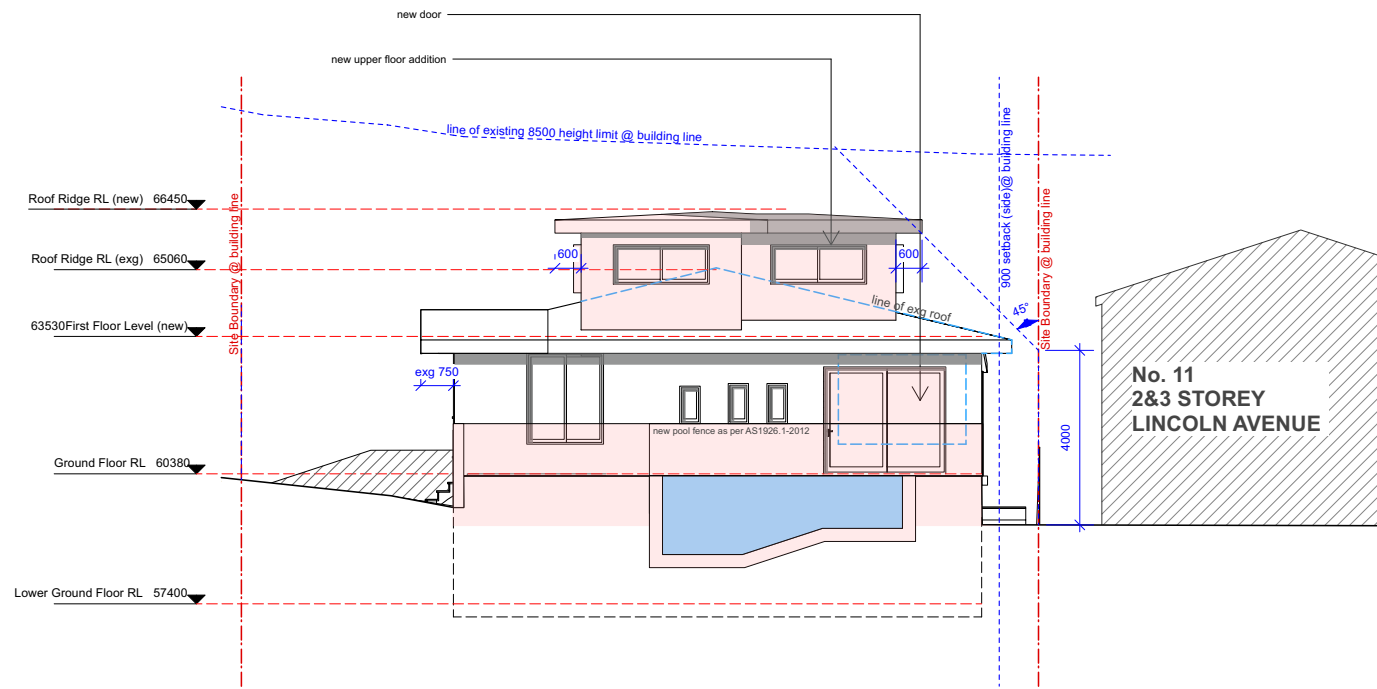 new door
new upper floor addition
line of existing 8500 height limit @ building line
900 setback (side)@ building line
Site Boundary @ building line
Site Boundary @ building line
Roof Ridge RL (new) 66450
Roof Ridge RL (exg) 65060
600
600
line of exg roof
45°
63530First Floor Level (new)
exg 750
No. 11
2&3 STOREY
LINCOLN AVENUE
new pool fence as per AS1926.1-2012
4000
Ground Floor RL 60380
Lower Ground Floor RL 57400